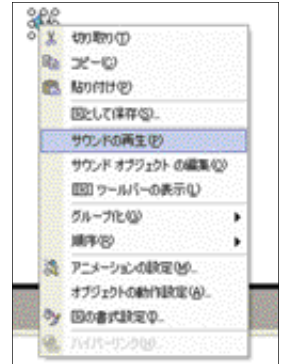 切り取り(T)
コピー(C)
貼り付け(P)
図として保存(S)...
サウンドの再生(P)
サウンド オブジェクト の編集(O)
図 ツールバーの表示(L)
グループ化(G)
順序(R)
アニメーションの設定(M)...
オブジェクトの動作設定(A)...
図の書式設定(I)...
ハイパーリンク(H)...